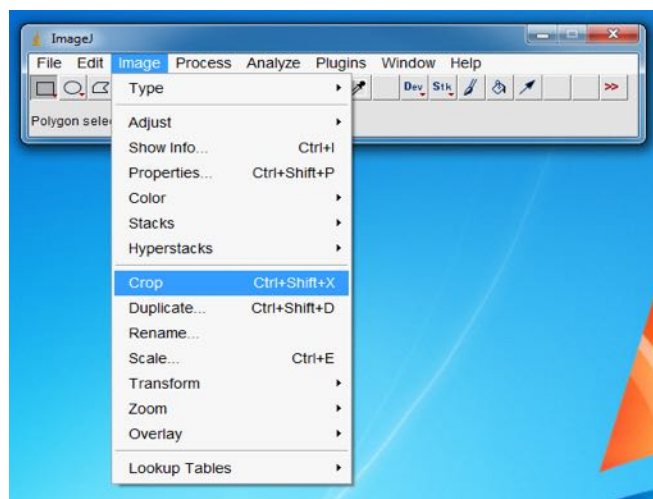 ImageJ
File Edit Image Process Analyze Plugins Window Help
Dev Stk >>
Polygon sele
Type
Adjust
Show Info... Ctrl+I
Properties... Ctrl+Shift+P
Color
Stacks
Hyperstacks
Crop Ctrl+Shift+X
Duplicate... Ctrl+Shift+D
Rename...
Scale... Ctrl+E
Transform
Zoom
Overlay
Lookup Tables